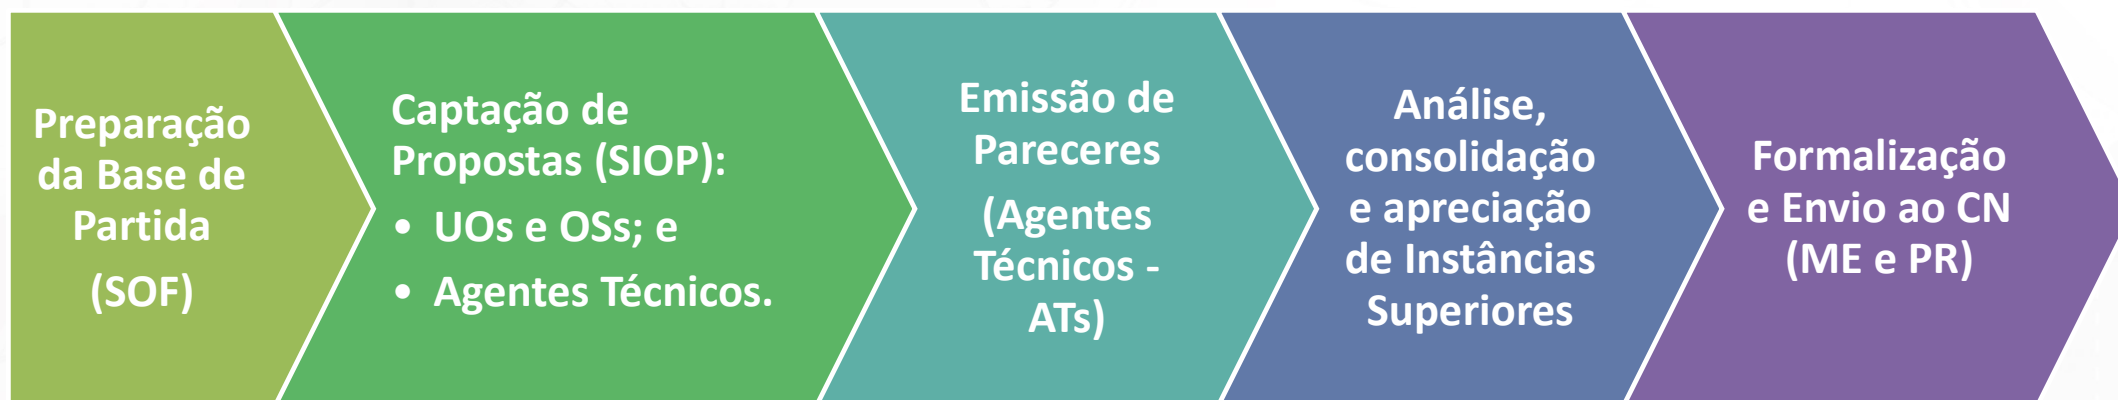 Preparação
da Base de
Partida
(SOF)
Captação de
Propostas (SIOP):
• UOs e OSs; e
• Agentes Técnicos.
Emissão de
Pareceres
(Agentes
Técnicos -
ATs)
Análise,
consolidação
e apreciação
de Instâncias
Superiores
Formalização
e Envio ao CN
(ME e PR)